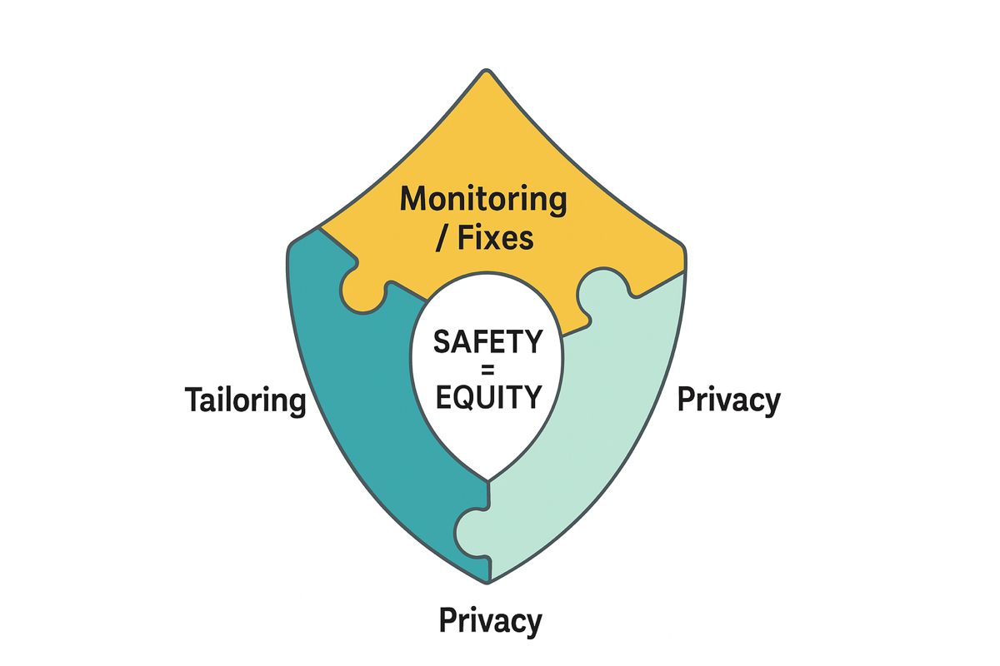 Monitoring
/ Fixes
SAFETY
=
EQUITY
Tailoring
Privacy
Privacy